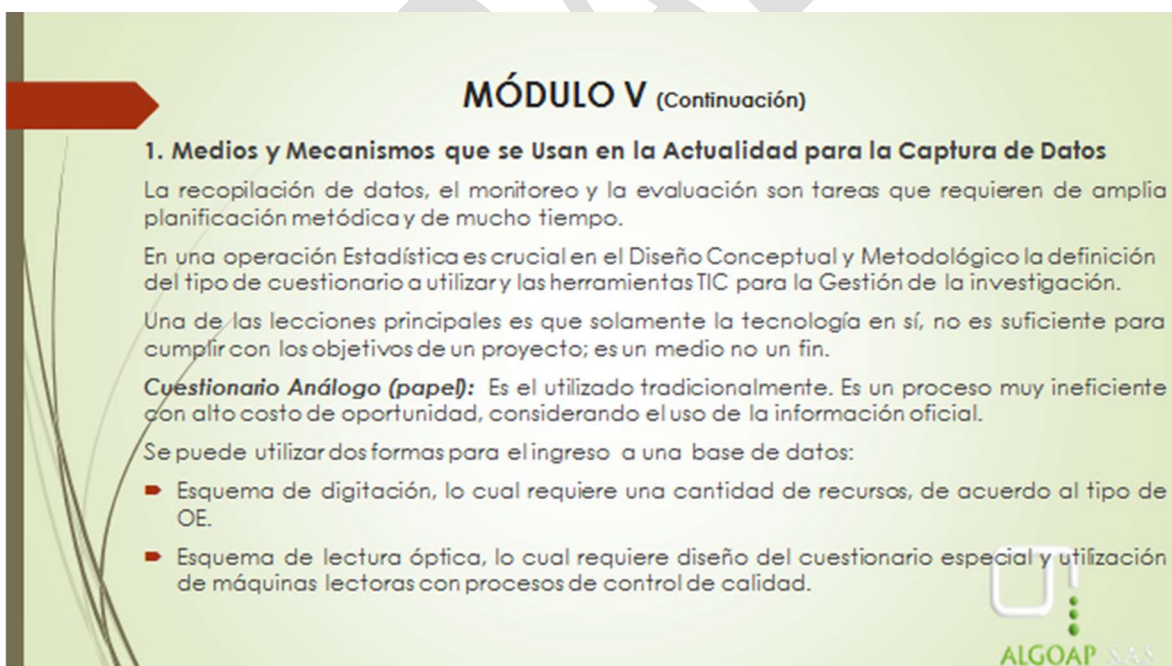 MÓDULO V (Continuación)
1. Medios y Mecanismos que se Usan en la Actualidad para la Captura de Datos
La recopilación de datos, el monitoreo y la evaluación son tareas que requieren de amplia
planificación metódica y de mucho tiempo.
En una operación Estadística es crucial en el Diseño Conceptual y Metodológico la definición
del tipo de cuestionario a utilizar y las herramientas TIC para la Gestión de la investigación.
Una de las lecciones principales es que solamente la tecnología en sí, no es suficiente para
cumplir con los objetivos de un proyecto; es un medio no un fin.
Cuestionario Análogo (papel): Es el utilizado tradicionalmente. Es un proceso muy ineficiente
con alto costo de oportunidad, considerando el uso de la información oficial.
Se puede utilizar dos formas para el ingreso a una base de datos:
Esquema de digitación, lo cual requiere una cantidad de recursos, de acuerdo al tipo de
OE.
Esquema de lectura óptica, lo cual requiere diseño del cuestionario especial y utilización
de máquinas lectoras con procesos de control de calidad.
ALGOAP S.A.S